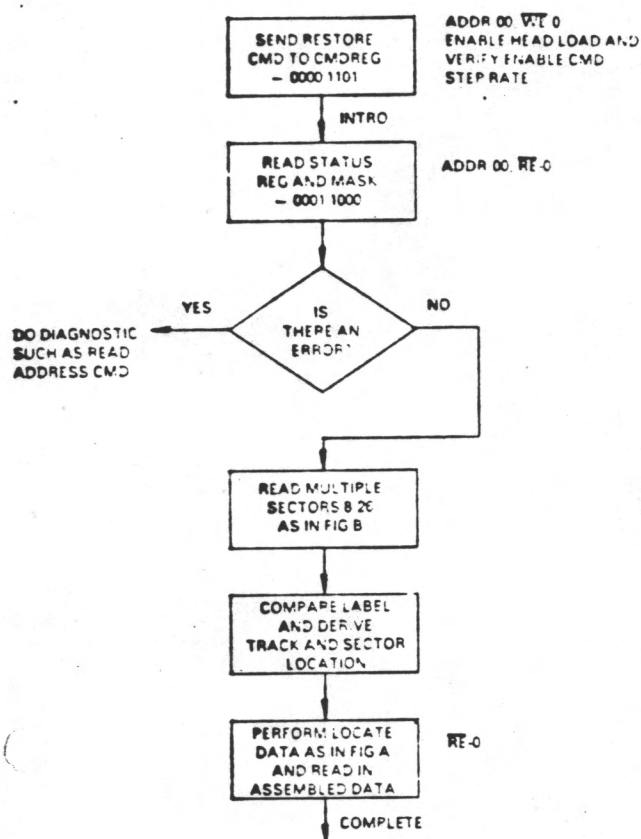 SEND RESTORE
CMD TO CMDREG
– 0000 1101
ADDR 00, WE-0
ENABLE HEAD LOAD AND
VERIFY ENABLE CMD
STEP RATE
INTRO
READ STATUS
REG AND MASK
– 0001 1000
ADDR 00, RE-0
IS
THERE AN
ERROR?
YES
NO
DO DIAGNOSTIC
SUCH AS READ
ADDRESS CMD
READ MULTIPLE
SECTORS 8-26
AS IN FIG B
COMPARE LABEL
AND DERIVE
TRACK AND SECTOR
LOCATION
PERFORM LOCATE
DATA AS IN FIG A
AND READ IN
ASSEMBLED DATA
RE-0
COMPLETE